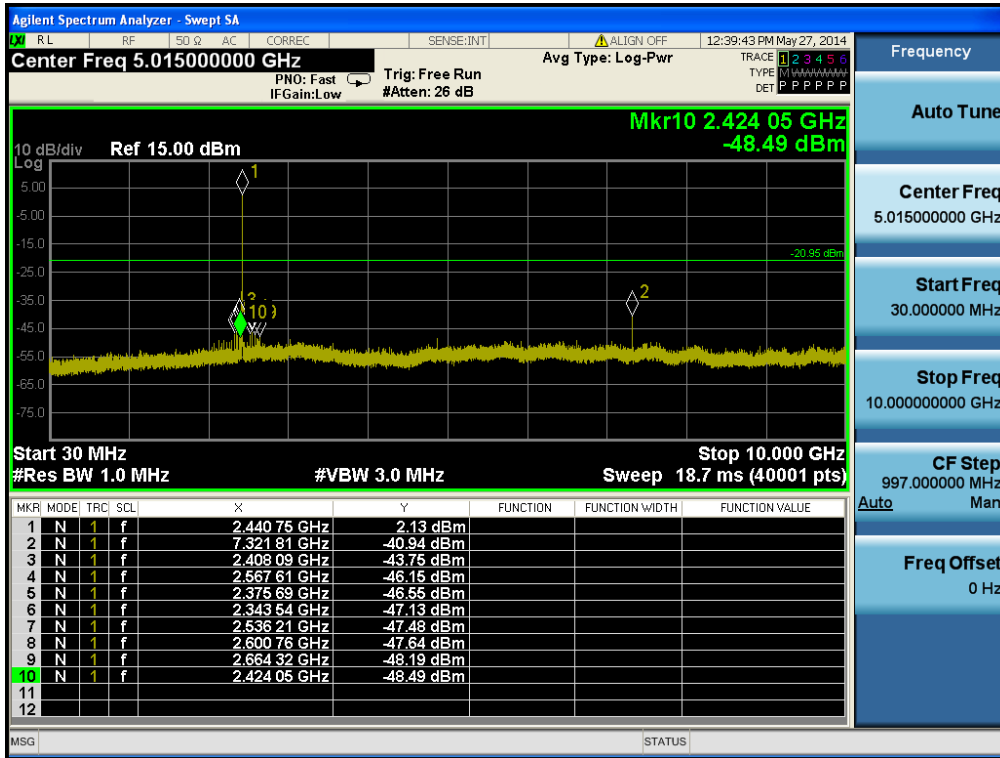 Agilent Spectrum Analyzer - Swept SA
LXI RL RF 50 Ω AC CORREC SENSE:INT ALIGN OFF 12:39:43 PM May 27, 2014
Center Freq 5.015000000 GHz
PNO: Fast
IFGain:Low
Trig: Free Run
#Atten: 26 dB
Avg Type: Log-Pwr
TRACE 1 2 3 4 5 6
TYPE M
DET P P P P P P
Mkr10 2.424 05 GHz
-48.49 dBm
10 dB/div Ref 15.00 dBm
Log
5.00
-5.00
-15.0
-25.0
-35.0
-45.0
-55.0
-65.0
-75.0
1
-20.95 dBm
2
10
Start 30 MHz
Stop 10.000 GHz
#Res BW 1.0 MHz #VBW 3.0 MHz Sweep 18.7 ms (40001 pts)
MKR MODE TRC SCL X Y FUNCTION FUNCTION WIDTH FUNCTION VALUE
1 N 1 f 2.440 75 GHz 2.13 dBm
2 N 1 f 7.321 81 GHz -40.94 dBm
3 N 1 f 2.408 09 GHz -43.75 dBm
4 N 1 f 2.567 61 GHz -46.15 dBm
5 N 1 f 2.375 69 GHz -46.55 dBm
6 N 1 f 2.343 54 GHz -47.13 dBm
7 N 1 f 2.536 21 GHz -47.48 dBm
8 N 1 f 2.600 76 GHz -47.64 dBm
9 N 1 f 2.664 32 GHz -48.19 dBm
10 N 1 f 2.424 05 GHz -48.49 dBm
11
12
MSG STATUS
Frequency
Auto Tune
Center Freq
5.015000000 GHz
Start Freq
30.000000 MHz
Stop Freq
10.000000000 GHz
CF Step
997.000000 MHz
Auto Man
Freq Offset
0 Hz